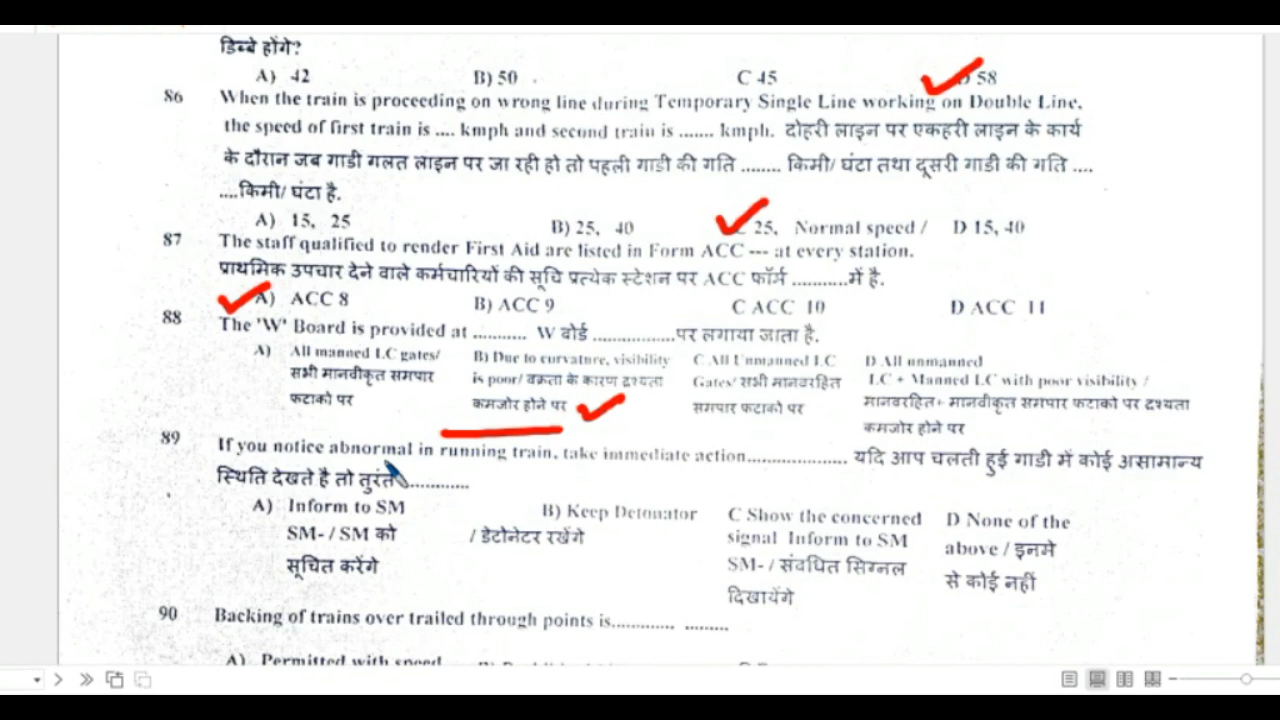 डिब्बे होंगे?
A) 42 B) 50 C 45 58
86 When the train is proceeding on wrong line during Temporary Single Line working on Double Line,
the speed of first train is .... kmph and second train is ....... kmph. दोहरी लाइन पर एकहरी लाइन के कार्य
के दौरान जब गाडी गलत लाइन पर जा रही हो तो पहली गाडी की गति ........ किमी/ घंटा तथा दूसरी गाडी की गति ....
....किमी/ घंटा है.
A) 15, 25 B) 25, 40 25, Normal speed / D 15, 40
87 The staff qualified to render First Aid are listed in Form ACC --- at every station.
प्राथमिक उपचार देने वाले कर्मचारियों की सूचि प्रत्येक स्टेशन पर ACC फॉर्म ...........में है.
A) ACC 8 B) ACC 9 C ACC 10 D ACC 11
88 The 'W' Board is provided at ........... W बोर्ड .................पर लगाया जाता है.
A) All manned LC gates/ B) Due to curvature, visibility C All Unmanned LC D All unmanned
सभी मानवीकृत समपार is poor/ वक्रता के कारण द्रश्यता Gates/ सभी मानवरहित LC + Manned LC with poor visibility /
फटाको पर कमजोर होने पर समपार फटाको पर मानवरहित+ मानवीकृत समपार फटाको पर द्रश्यता
कमजोर होने पर
89 If you notice abnormal in running train, take immediate action.................... यदि आप चलती हुई गाडी में कोई असामान्य
स्थिति देखते है तो तुरंत ............
A) Inform to SM B) Keep Detonator C Show the concerned D None of the
SM- / SM को / डेटोनेटर रखेंगे signal Inform to SM above / इनमे
सूचित करेंगे SM- / संवधित सिग्नल से कोई नहीं
दिखायेंगे
90 Backing of trains over trailed through points is............. .........
A) Permitted with speed